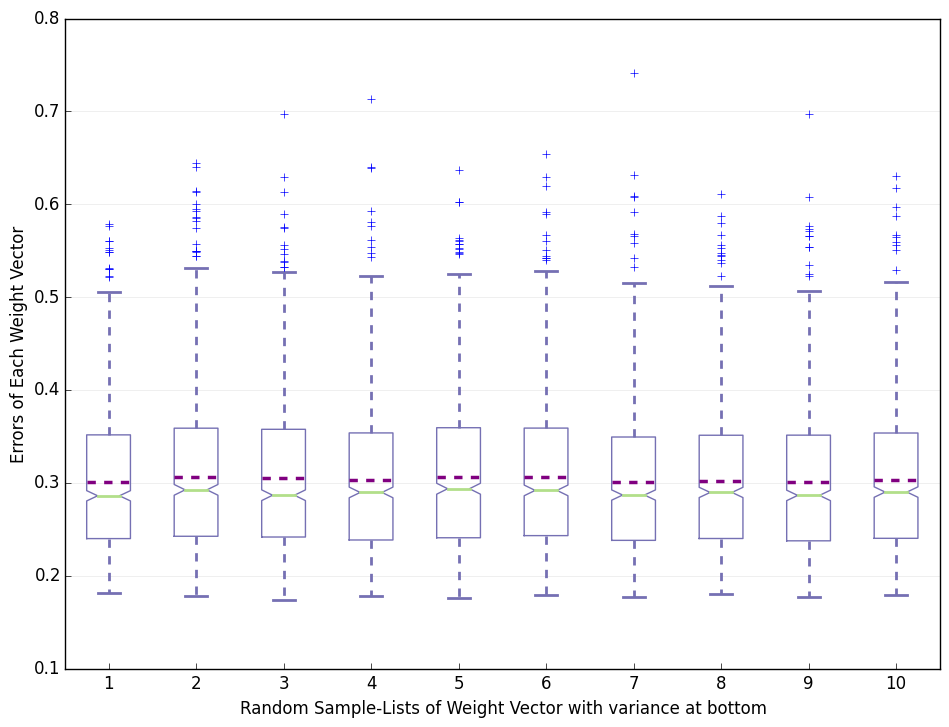 0.8
0.7
0.6
0.5
0.4
0.3
0.2
0.1
Errors of Each Weight Vector
1 2 3 4 5 6 7 8 9 10
Random Sample-Lists of Weight Vector with variance at bottom